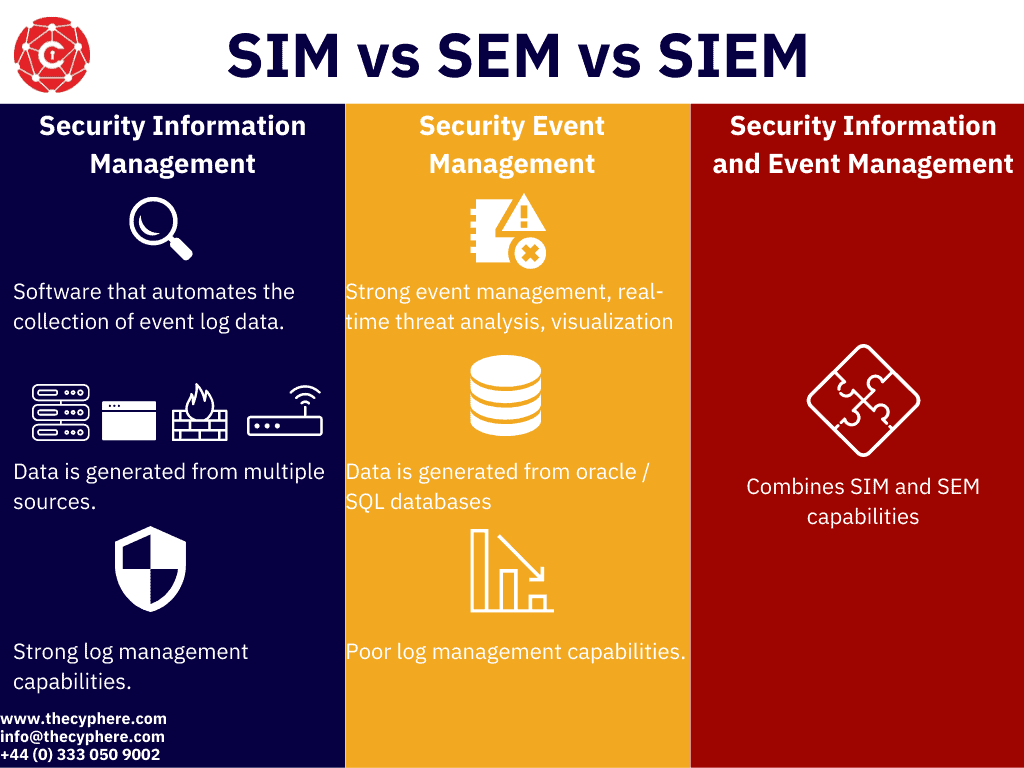 SIM vs SEM vs SIEM
Security Information
Management
Software that automates the
collection of event log data.
Data is generated from multiple
sources.
Strong log management
capabilities.
Security Event
Management
Strong event management, real-
time threat analysis, visualization
Data is generated from oracle /
SQL databases
Poor log management capabilities.
Security Information
and Event Management
Combines SIM and SEM
capabilities
www.thecyphere.com
info@thecyphere.com
+44 (0) 333 050 9002